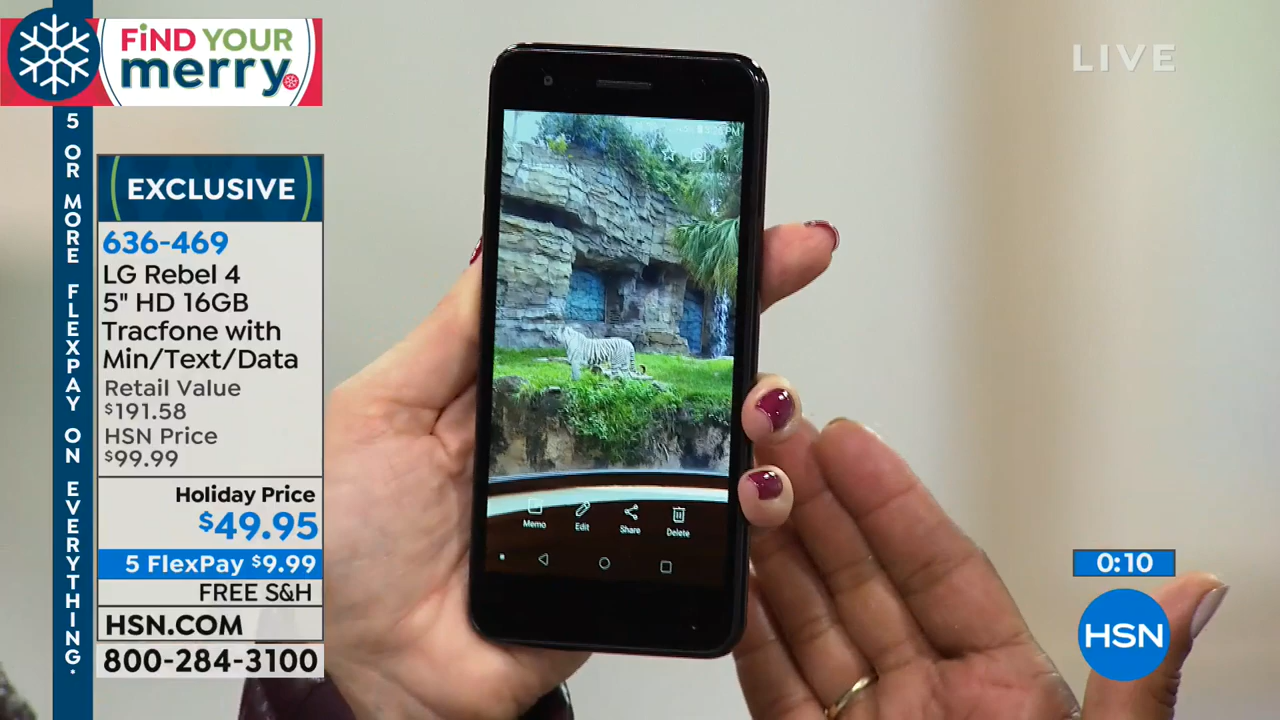 FiND YOUR
merry.
LIVE
5 OR MORE FLEXPAY ON EVERYTHING.
EXCLUSIVE
636-469
LG Rebel 4
5" HD 16GB
Tracfone with
Min/Text/Data
Retail Value
$191.58
HSN Price
$99.99
Holiday Price
$49.95
5 FlexPay $9.99
FREE S&H
HSN.COM
800-284-3100
Memo
Edit
Share
Delete
0:10
HSN